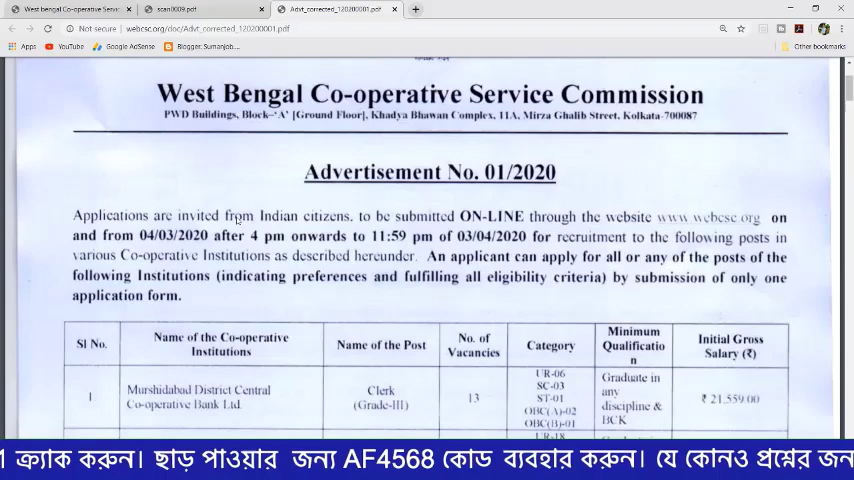 West bengal Co-operative Servic
scan0009.pdf
Advt_corrected_120200001.pdf
Not secure | webcsc.org/doc/Advt_corrected_120200001.pdf
Apps YouTube Google AdSense Blogger: Sumanjob.... Other bookmarks
West Bengal Co-operative Service Commission
PWD Buildings, Block–'A' [Ground Floor], Khadya Bhawan Complex, 11A, Mirza Ghalib Street, Kolkata-700087
Advertisement No. 01/2020
Applications are invited from Indian citizens, to be submitted ON-LINE through the website www.webcsc.org on
and from 04/03/2020 after 4 pm onwards to 11:59 pm of 03/04/2020 for recruitment to the following posts in
various Co-operative Institutions as described hereunder. An applicant can apply for all or any of the posts of the
following Institutions (indicating preferences and fulfilling all eligibility criteria) by submission of only one
application form.
Sl No.
Name of the Co-operative
Institutions
Name of the Post
No. of
Vacancies
Category
Minimum
Qualificatio
n
Initial Gross
Salary (₹)
1
Murshidabad District Central
Co-operative Bank Ltd.
Clerk
(Grade-III)
13
UR-06
SC-03
ST-01
OBC(A)-02
OBC(B)-01
Graduate in
any
discipline &
BCK
₹ 21,559.00
UR-18
1 ক্র্যাক করুন। ছাড় পাওয়ার জন্য AF4568 কোড ব্যবহার করুন। যে কোনও প্রশ্নের জন